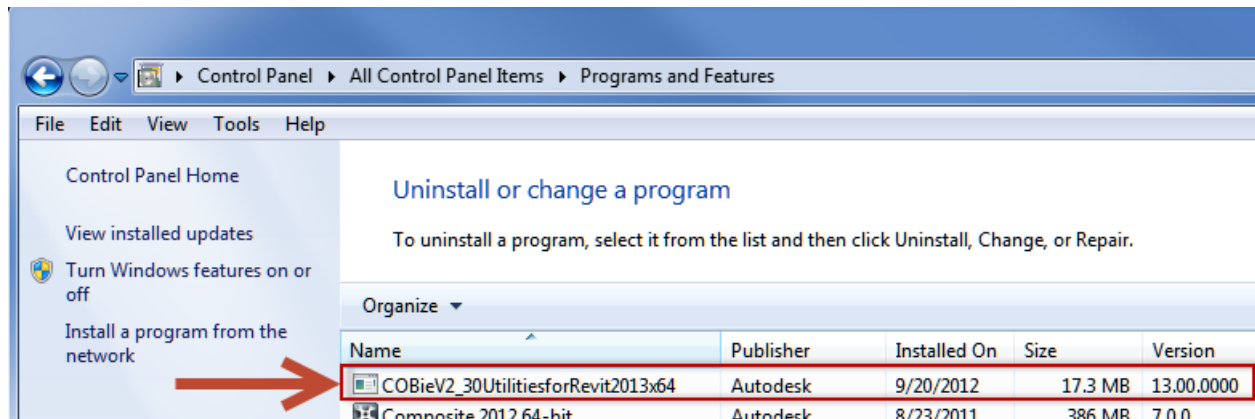 Control Panel All Control Panel Items Programs and Features
File Edit View Tools Help
Control Panel Home
View installed updates
Turn Windows features on or
off
Install a program from the
network
Uninstall or change a program
To uninstall a program, select it from the list and then click Uninstall, Change, or Repair.
Organize
Name Publisher Installed On Size Version
COBieV2_30UtilitiesforRevit2013x64 Autodesk 9/20/2012 17.3 MB 13.00.0000
Composite 2012 64-bit Autodesk 8/23/2011 386 MB 7.0.0